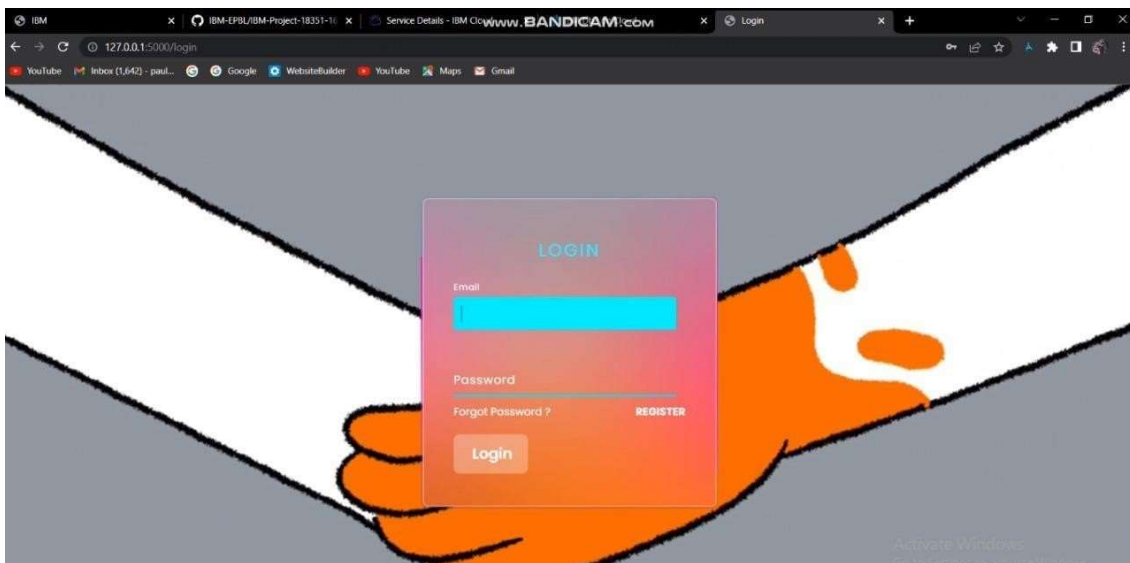 IBM
IBM-EPBL/IBM-Project-18351-16
Service Details - IBM Clo
WWW.BANDICAM.COM
Login
127.0.0.1:5000/login
YouTube
Inbox (1,642) - paul...
Google
WebsiteBuilder
YouTube
Maps
Gmail
LOGIN
Email
Password
Forgot Password ?
REGISTER
Login
Activate Windows